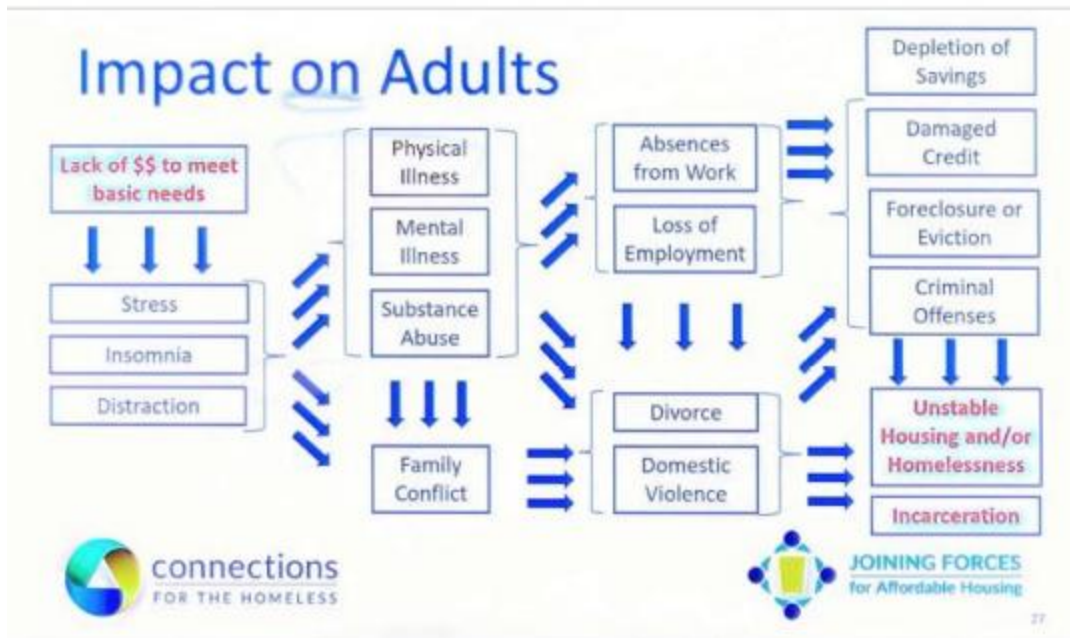 Impact on Adults
Lack of $$ to meet
basic needs
Stress
Insomnia
Distraction
Physical
Illness
Mental
Illness
Substance
Abuse
Family
Conflict
Absences
from Work
Loss of
Employment
Divorce
Domestic
Violence
Depletion of
Savings
Damaged
Credit
Foreclosure or
Eviction
Criminal
Offenses
Unstable
Housing and/or
Homelessness
Incarceration
connections
FOR THE HOMELESS
JOINING FORCES
for Affordable Housing
27